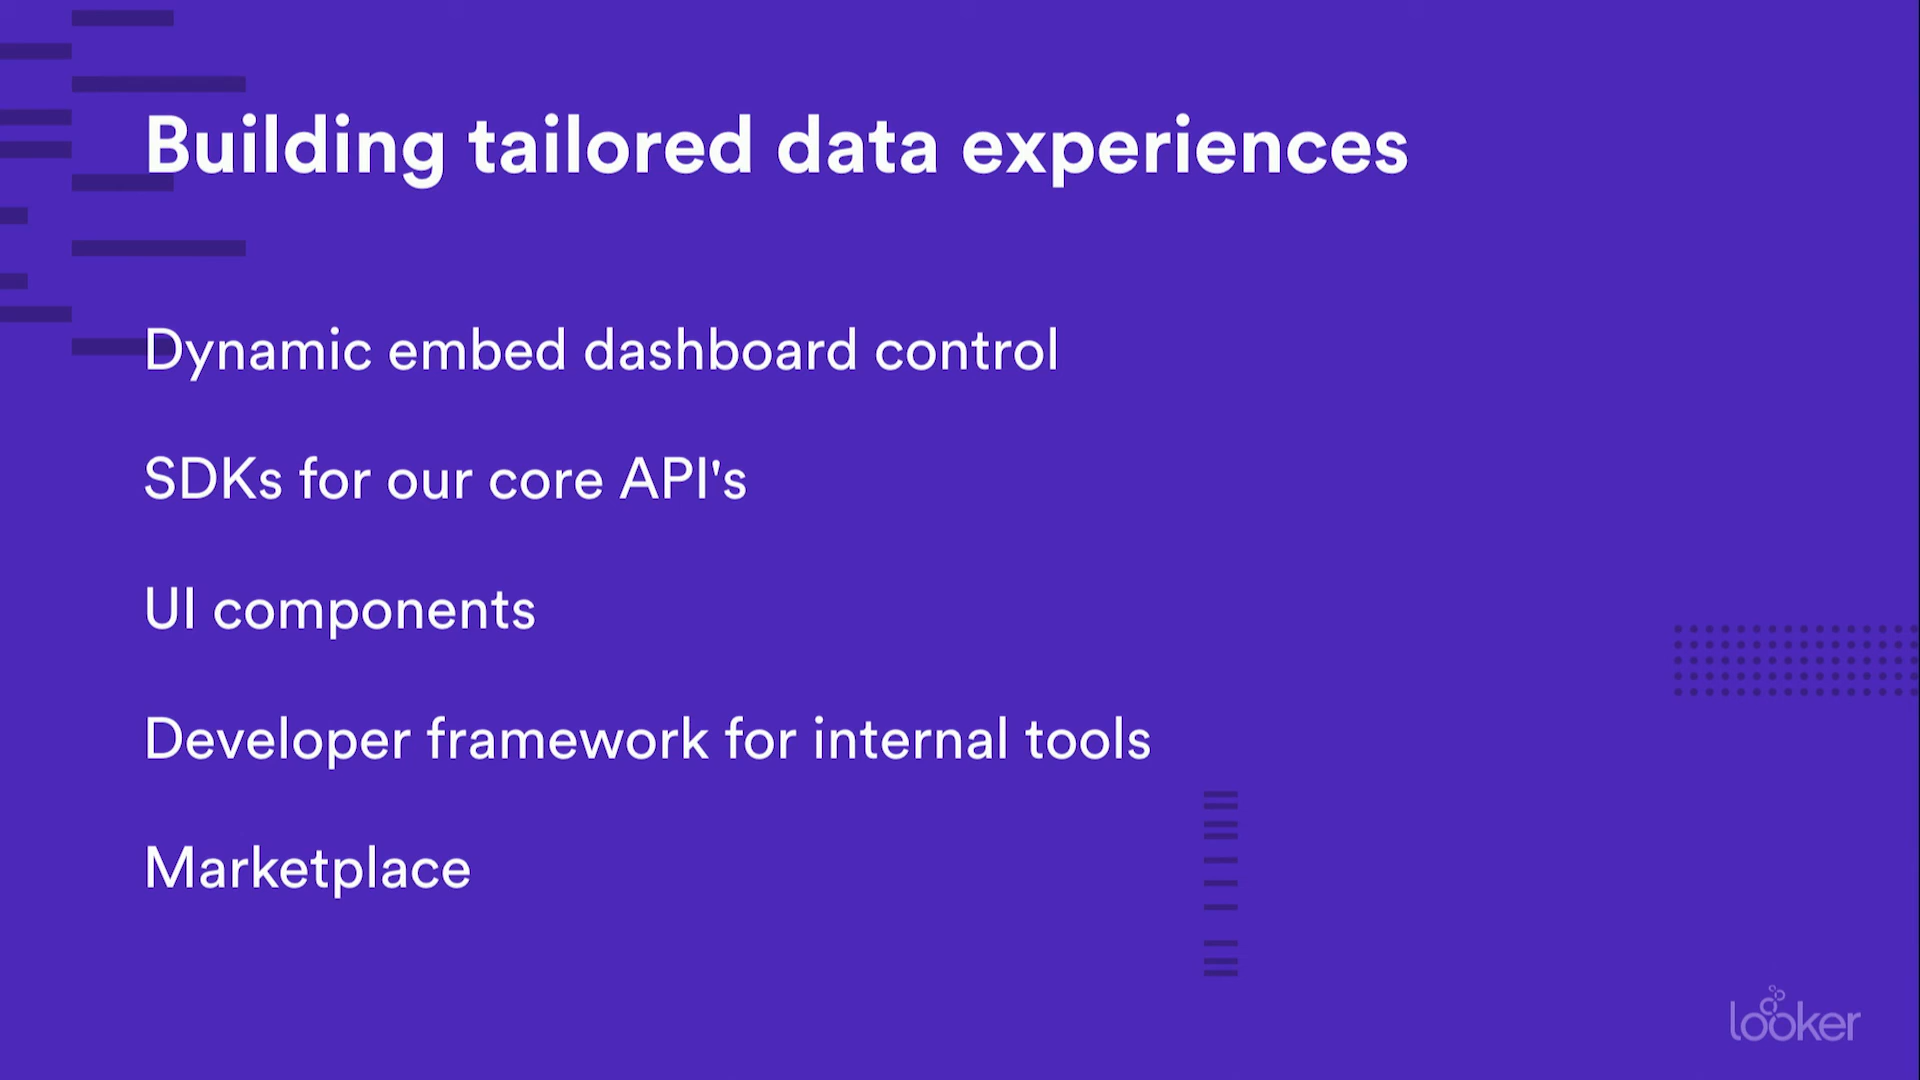 Building tailored data experiences
Dynamic embed dashboard control
SDKs for our core API's
UI components
Developer framework for internal tools
Marketplace
looker